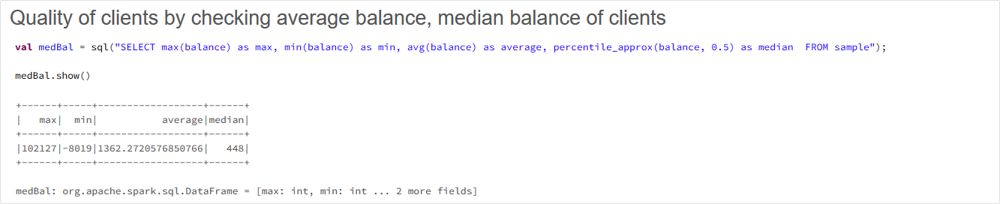 Quality of clients by checking average balance, median balance of clients
val medBal = sql("SELECT max(balance) as max, min(balance) as min, avg(balance) as average, percentile_approx(balance, 0.5) as median  FROM sample");
medBal.show()
+------+-----+------------------+------+
|   max|  min|           average|median|
+------+-----+------------------+------+
|102127|-8019|1362.2720576850766|   448|
+------+-----+------------------+------+
medBal: org.apache.spark.sql.DataFrame = [max: int, min: int ... 2 more fields]